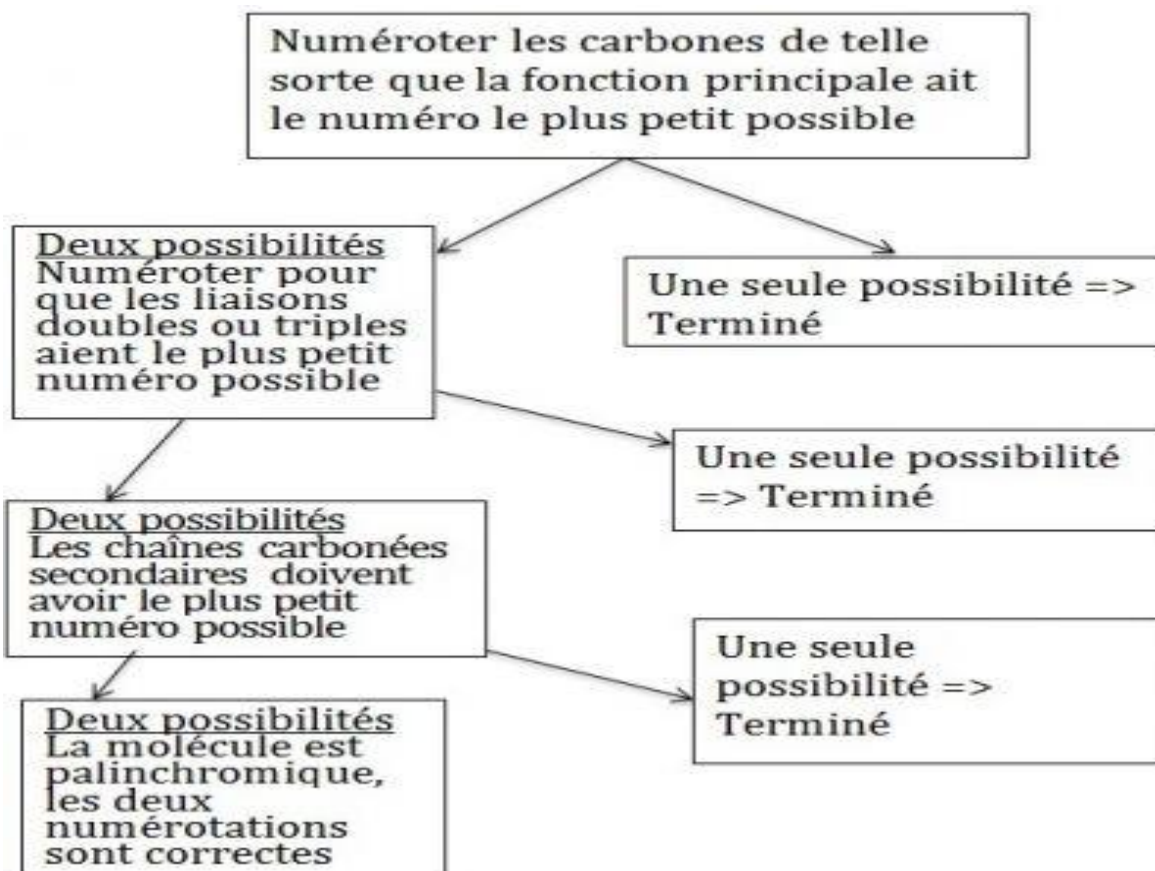 Numéroter les carbones de telle
sorte que la fonction principale ait
le numéro le plus petit possible
Deux possibilités
Numéroter pour
que les liaisons
doubles ou triples
aient le plus petit
numéro possible
Une seule possibilité =>
Terminé
Une seule possibilité
=> Terminé
Deux possibilités
Les chaînes carbonées
secondaires doivent
avoir le plus petit
numéro possible
Une seule
possibilité =>
Terminé
Deux possibilités
La molécule est
palinchromique,
les deux
numérotations
sont correctes